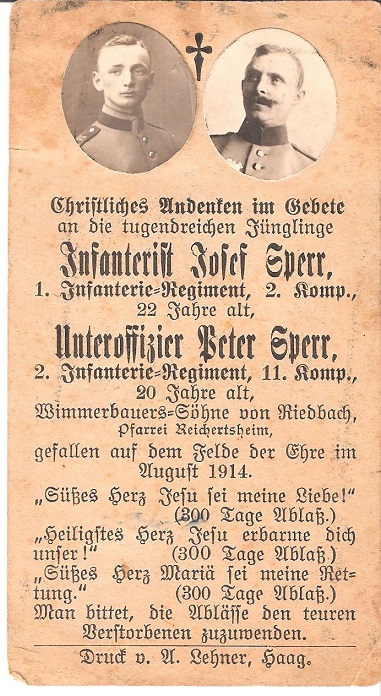 Christliches Andenken im Gebete
an die tugendreichen Jünglinge
Infanterist Josef Sperr,
1. Infanterie-Regiment, 2. Komp.,
22 Jahre alt,
Unteroffizier Peter Sperr,
2. Infanterie-Regiment, 11. Komp.,
20 Jahre alt,
Wimmerbauers-Söhne von Riedbach,
Pfarrei Reichertsheim,
gefallen auf dem Felde der Ehre im
August 1914.
„Süßes Herz Jesu sei meine Liebe!"
(300 Tage Ablaß.)
„Heiligstes Herz Jesu erbarme dich
unser!" (300 Tage Ablaß)
„Süßes Herz Mariä sei meine Ret-
tung." (300 Tage Ablaß.)
Man bittet, die Ablässe den teuren
Verstorbenen zuzuwenden.
Druck v. A. Lehner, Haag.